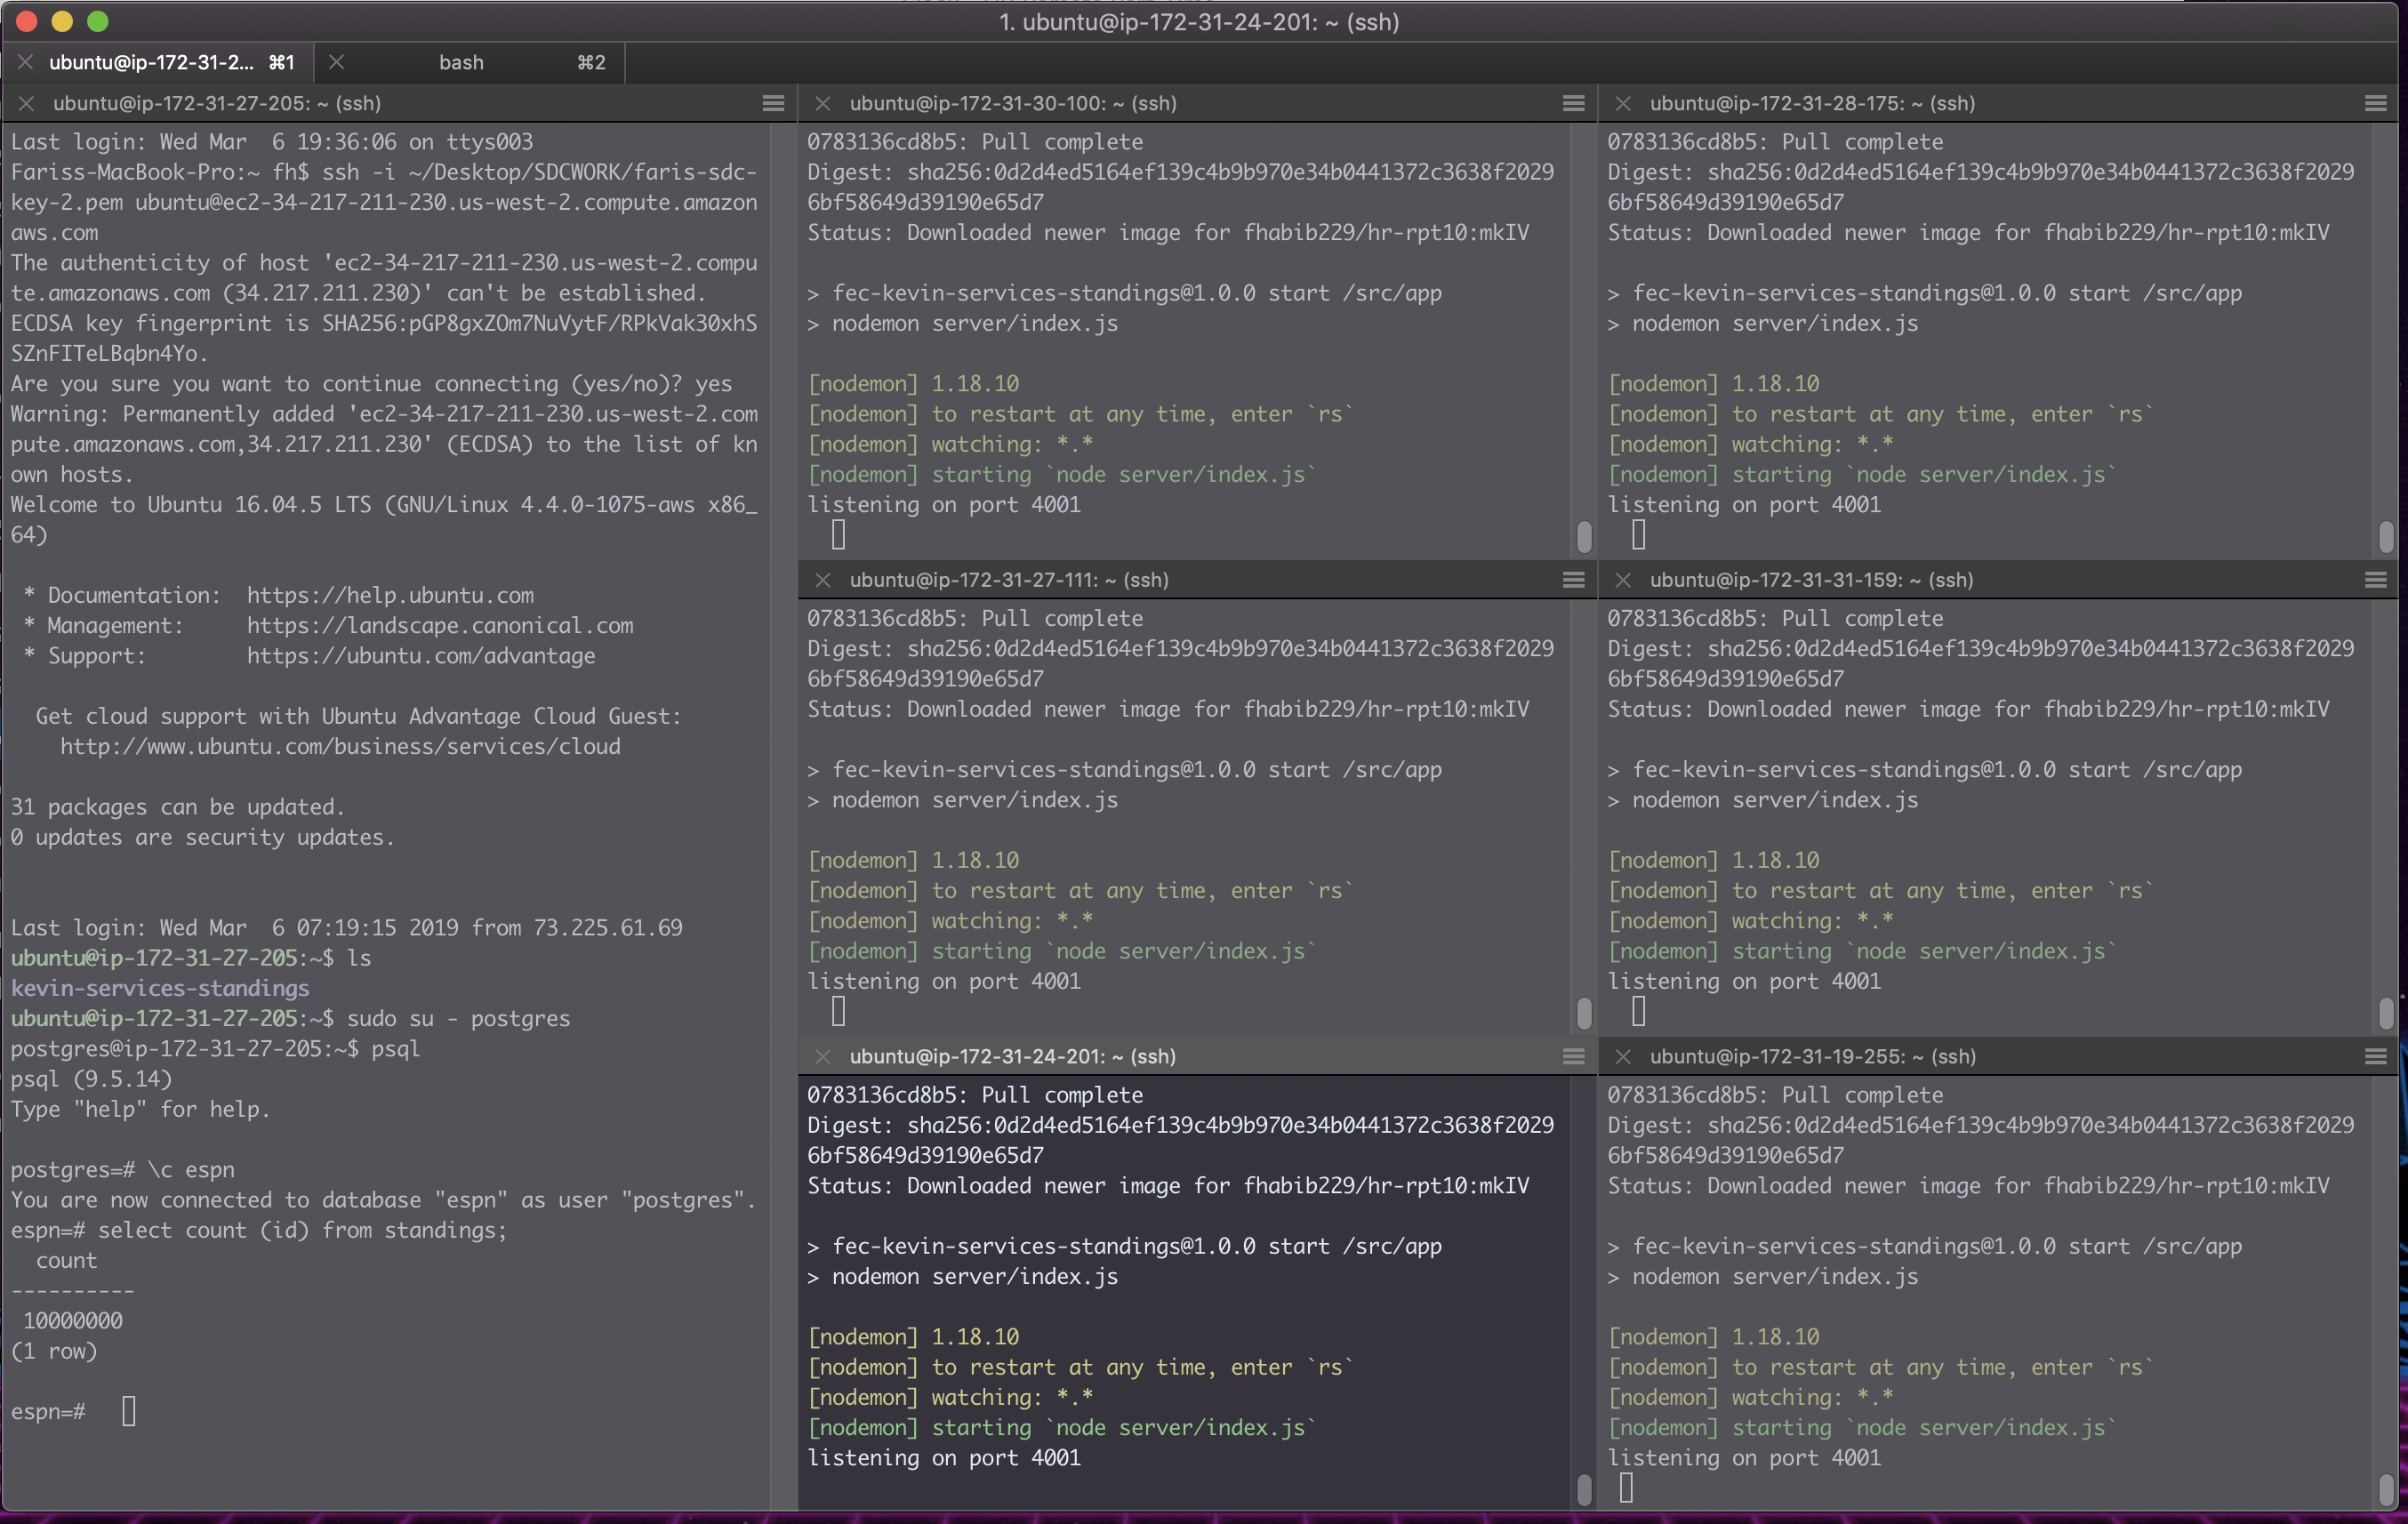 1. ubuntu@ip-172-31-24-201: ~ (ssh)
ubuntu@ip-172-31-2... ⌘1
bash ⌘2
ubuntu@ip-172-31-27-205: ~ (ssh)
Last login: Wed Mar  6 19:36:06 on ttys003
Fariss-MacBook-Pro:~ fh$ ssh -i ~/Desktop/SDCWORK/faris-sdc-
key-2.pem ubuntu@ec2-34-217-211-230.us-west-2.compute.amazon
aws.com
The authenticity of host 'ec2-34-217-211-230.us-west-2.compu
te.amazonaws.com (34.217.211.230)' can't be established.
ECDSA key fingerprint is SHA256:pGP8gxZOm7NuVytF/RPkVak30xhS
SZnFITeLBqbn4Yo.
Are you sure you want to continue connecting (yes/no)? yes
Warning: Permanently added 'ec2-34-217-211-230.us-west-2.com
pute.amazonaws.com,34.217.211.230' (ECDSA) to the list of kn
own hosts.
Welcome to Ubuntu 16.04.5 LTS (GNU/Linux 4.4.0-1075-aws x86_
64)
* Documentation:  https://help.ubuntu.com
* Management:     https://landscape.canonical.com
* Support:        https://ubuntu.com/advantage
Get cloud support with Ubuntu Advantage Cloud Guest:
http://www.ubuntu.com/business/services/cloud
31 packages can be updated.
0 updates are security updates.
Last login: Wed Mar  6 07:19:15 2019 from 73.225.61.69
ubuntu@ip-172-31-27-205:~$ ls
kevin-services-standings
ubuntu@ip-172-31-27-205:~$ sudo su - postgres
postgres@ip-172-31-27-205:~$ psql
psql (9.5.14)
Type "help" for help.
postgres=# \c espn
You are now connected to database "espn" as user "postgres".
espn=# select count (id) from standings;
count
----------
10000000
(1 row)
espn=#
ubuntu@ip-172-31-30-100: ~ (ssh)
0783136cd8b5: Pull complete
Digest: sha256:0d2d4ed5164ef139c4b9b970e34b0441372c3638f2029
6bf58649d39190e65d7
Status: Downloaded newer image for fhabib229/hr-rpt10:mkIV
> fec-kevin-services-standings@1.0.0 start /src/app
> nodemon server/index.js
[nodemon] 1.18.10
[nodemon] to restart at any time, enter `rs`
[nodemon] watching: *.*
[nodemon] starting `node server/index.js`
listening on port 4001
ubuntu@ip-172-31-28-175: ~ (ssh)
0783136cd8b5: Pull complete
Digest: sha256:0d2d4ed5164ef139c4b9b970e34b0441372c3638f2029
6bf58649d39190e65d7
Status: Downloaded newer image for fhabib229/hr-rpt10:mkIV
> fec-kevin-services-standings@1.0.0 start /src/app
> nodemon server/index.js
[nodemon] 1.18.10
[nodemon] to restart at any time, enter `rs`
[nodemon] watching: *.*
[nodemon] starting `node server/index.js`
listening on port 4001
ubuntu@ip-172-31-27-111: ~ (ssh)
0783136cd8b5: Pull complete
Digest: sha256:0d2d4ed5164ef139c4b9b970e34b0441372c3638f2029
6bf58649d39190e65d7
Status: Downloaded newer image for fhabib229/hr-rpt10:mkIV
> fec-kevin-services-standings@1.0.0 start /src/app
> nodemon server/index.js
[nodemon] 1.18.10
[nodemon] to restart at any time, enter `rs`
[nodemon] watching: *.*
[nodemon] starting `node server/index.js`
listening on port 4001
ubuntu@ip-172-31-31-159: ~ (ssh)
0783136cd8b5: Pull complete
Digest: sha256:0d2d4ed5164ef139c4b9b970e34b0441372c3638f2029
6bf58649d39190e65d7
Status: Downloaded newer image for fhabib229/hr-rpt10:mkIV
> fec-kevin-services-standings@1.0.0 start /src/app
> nodemon server/index.js
[nodemon] 1.18.10
[nodemon] to restart at any time, enter `rs`
[nodemon] watching: *.*
[nodemon] starting `node server/index.js`
listening on port 4001
ubuntu@ip-172-31-24-201: ~ (ssh)
0783136cd8b5: Pull complete
Digest: sha256:0d2d4ed5164ef139c4b9b970e34b0441372c3638f2029
6bf58649d39190e65d7
Status: Downloaded newer image for fhabib229/hr-rpt10:mkIV
> fec-kevin-services-standings@1.0.0 start /src/app
> nodemon server/index.js
[nodemon] 1.18.10
[nodemon] to restart at any time, enter `rs`
[nodemon] watching: *.*
[nodemon] starting `node server/index.js`
listening on port 4001
ubuntu@ip-172-31-19-255: ~ (ssh)
0783136cd8b5: Pull complete
Digest: sha256:0d2d4ed5164ef139c4b9b970e34b0441372c3638f2029
6bf58649d39190e65d7
Status: Downloaded newer image for fhabib229/hr-rpt10:mkIV
> fec-kevin-services-standings@1.0.0 start /src/app
> nodemon server/index.js
[nodemon] 1.18.10
[nodemon] to restart at any time, enter `rs`
[nodemon] watching: *.*
[nodemon] starting `node server/index.js`
listening on port 4001